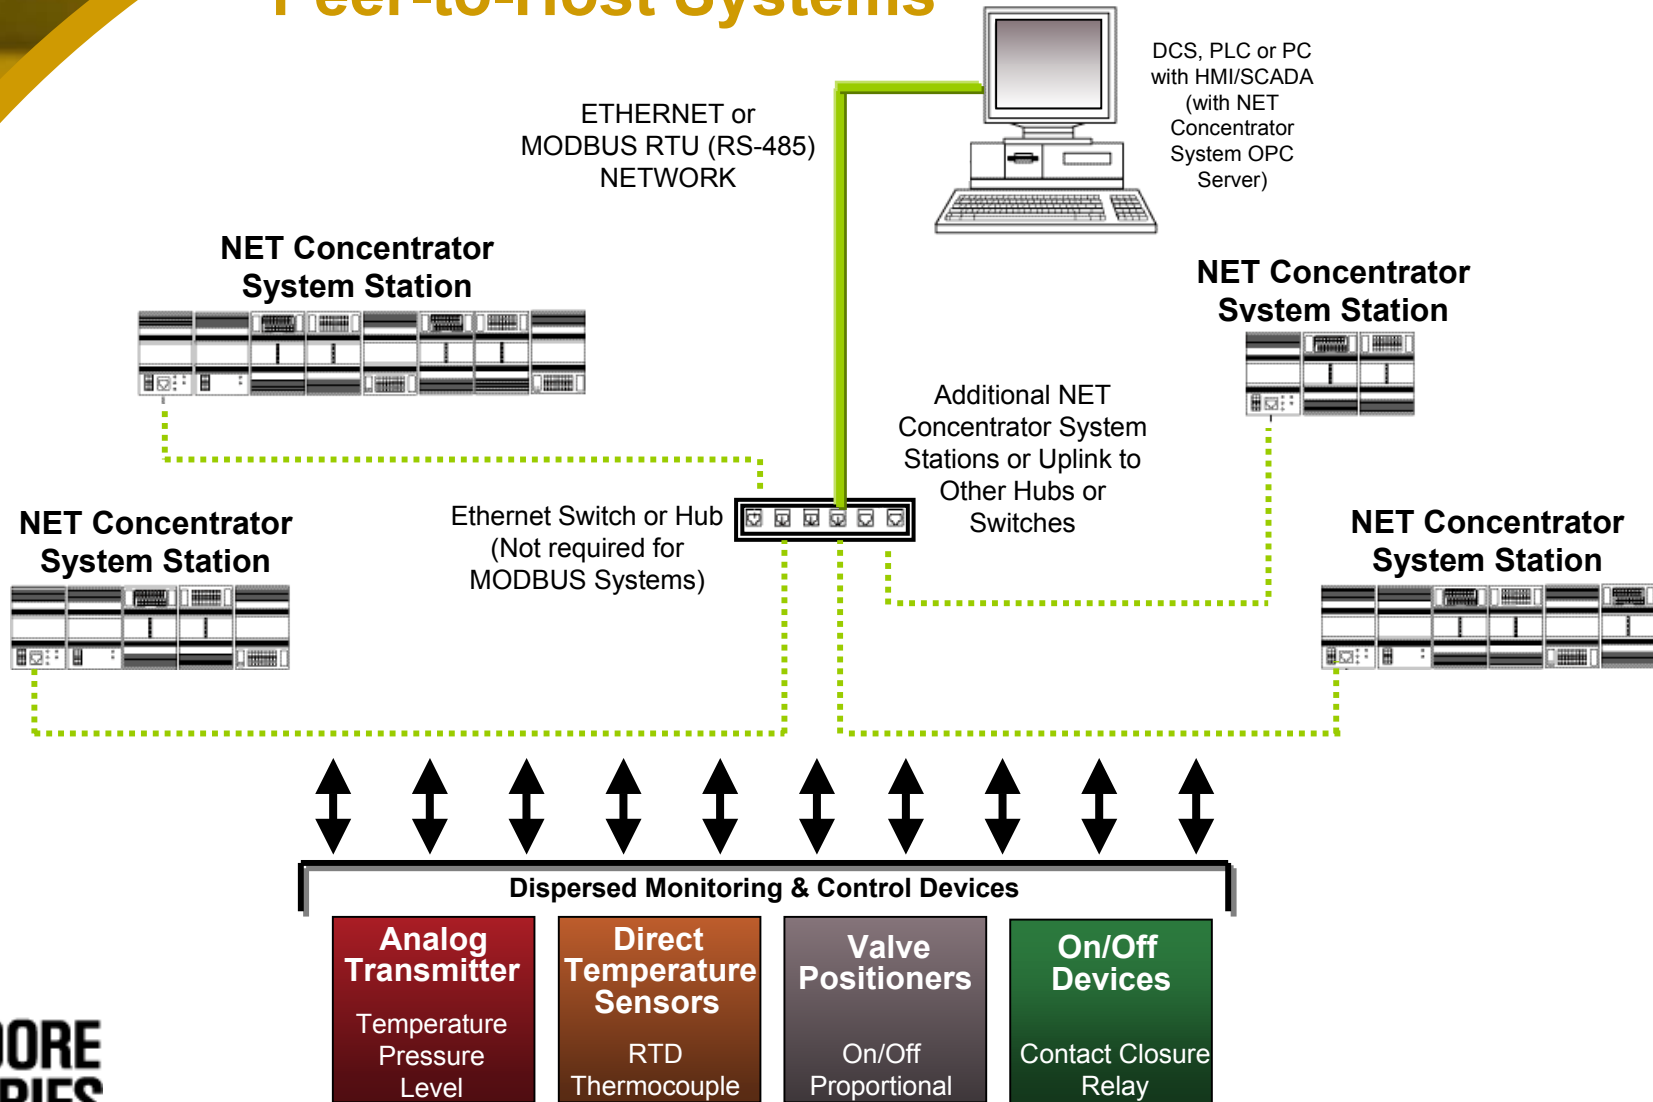 Peer-to-Host Systems
DCS, PLC or PC
with HMI/SCADA
(with NET
Concentrator
System OPC
Server)
ETHERNET or
MODBUS RTU (RS-485)
NETWORK
NET Concentrator
System Station
NET Concentrator
System Station
Additional NET
Concentrator System
Stations or Uplink to
Other Hubs or
Switches
Ethernet Switch or Hub
(Not required for
MODBUS Systems)
NET Concentrator
System Station
NET Concentrator
System Station
Dispersed Monitoring & Control Devices
Analog
Transmitter
Temperature
Pressure
Level
Direct
Temperature
Sensors
RTD
Thermocouple
Valve
Positioners
On/Off
Proportional
On/Off
Devices
Contact Closure
Relay